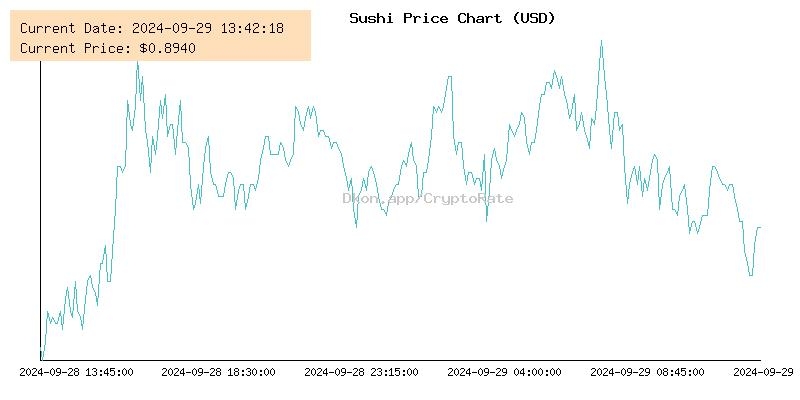 Sushi Price Chart (USD)
Current Date: 2024-09-29 13:42:18
Current Price: $0.8940
Dkon.app/CryptoRate
2024-09-28 13:45:00
2024-09-28 18:30:00
2024-09-28 23:15:00
2024-09-29 04:00:00
2024-09-29 08:45:00
2024-09-29